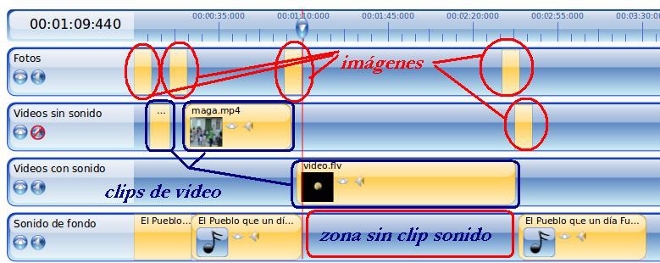 00:01:09:440
00:00:35:000
00:01:10:000
00:01:45:000
00:02:20:000
00:02:55:000
00:03:30:000
Fotos
imágenes
Videos sin sonido
...
maga.mp4
Videos con sonido
video.flv
clips de video
Sonido de fondo
El Pueblo...
El Pueblo que un dí...
zona sin clip sonido
El Pueblo que un día Fu...